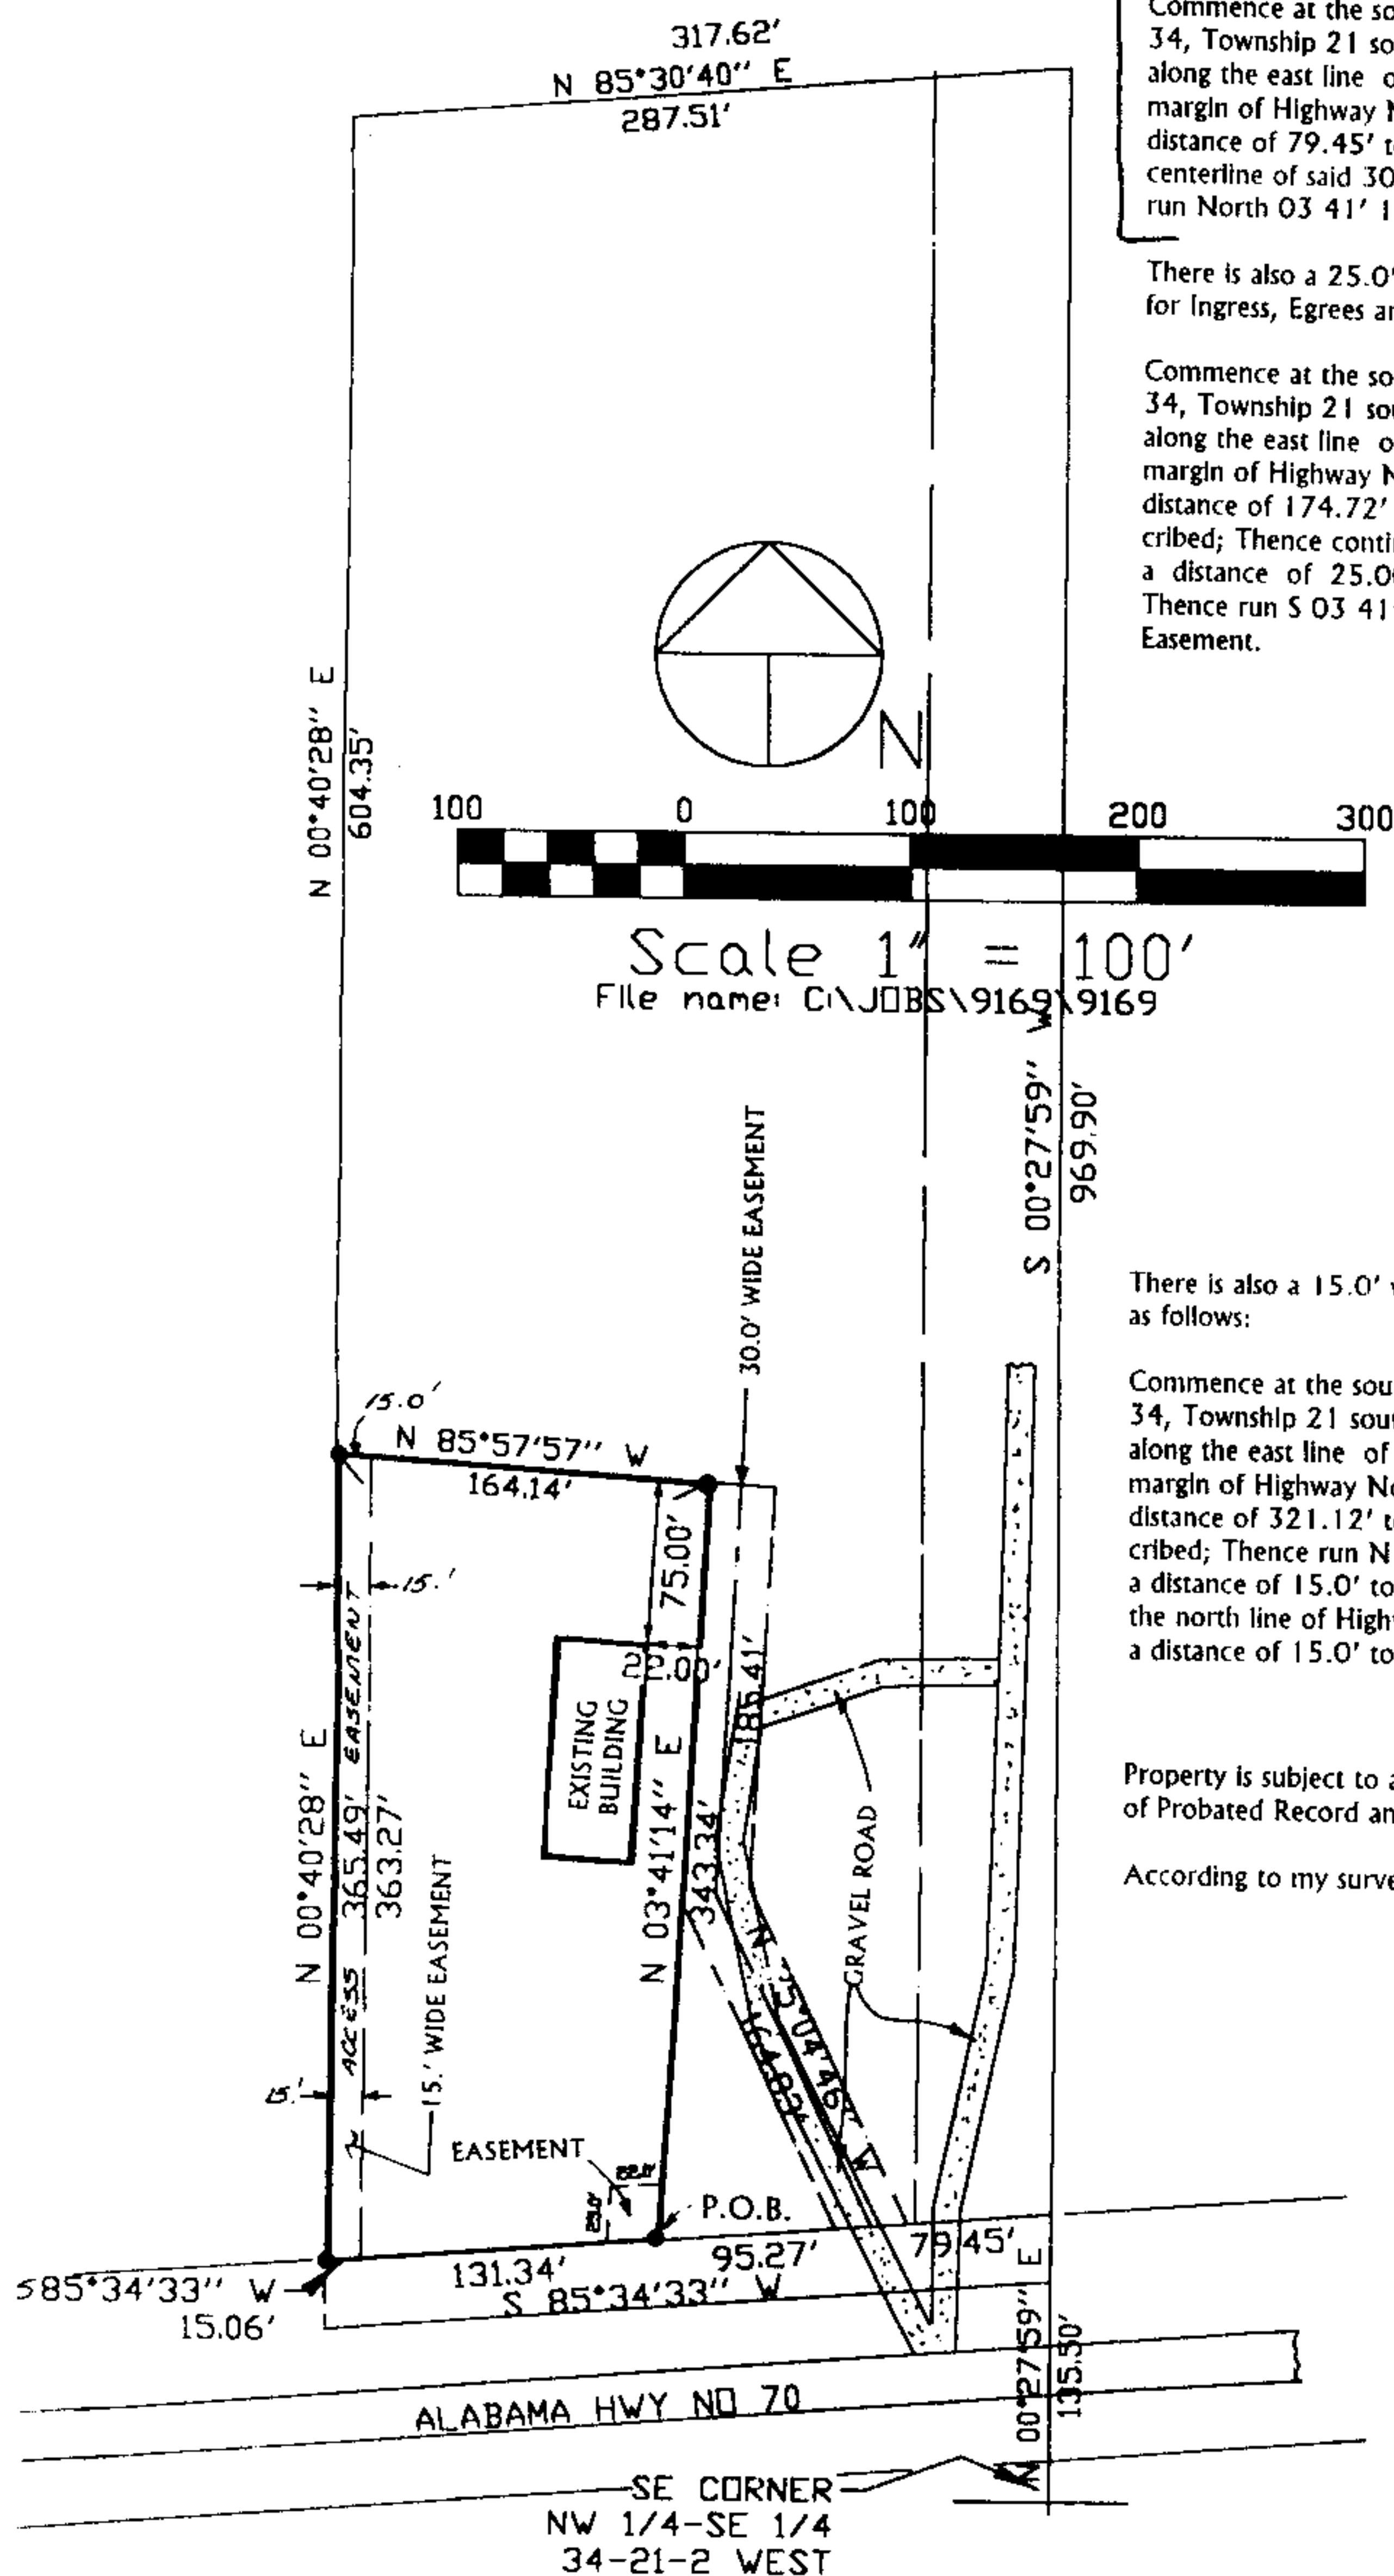 317.62'
N 85°30'40" E
287.51'
Commence at the so
34, Township 21 so
along the east line o
margin of Highway N
distance of 79.45' t
centerline of said 30
run North 03 41' 1
There is also a 25.0'
for Ingress, Egrees an
Commence at the so
34, Township 21 sou
along the east line o
margin of Highway N
distance of 174.72'
cribed; Thence conti
a distance of 25.0
Thence run S 03 41
Easement.
N 00°40'28" E
604.35'
N
100 0 100 200 300
Scale 1" = 100'
File name: C:\JOBS\9169\9169
S 00°27'59" W
969.90'
30.0' WIDE EASEMENT
There is also a 15.0' w
as follows:
Commence at the sou
34, Township 21 sou
along the east line of
margin of Highway No
distance of 321.12' t
cribed; Thence run N
a distance of 15.0' to
the north line of High
a distance of 15.0' to
Property is subject to a
of Probated Record an
According to my surve
15.0'
N 85°57'57" W
164.14'
75.00'
15.'
22.00'
185.41'
EXISTING
BUILDING
N 00°40'28" E
ACCESS EASEMENT
365.49'
363.27'
N 03°41'14" E
343.34'
GRAVEL ROAD
N 25°04'46" W
164.83'
15.' WIDE EASEMENT
15.'
EASEMENT
22.0'
25.0'
P.O.B.
95.27'
79.45'
131.34'
S 85°34'33" W
S85°34'33" W
15.06'
N 00°27'59" E
135.50'
ALABAMA HWY NO 70
SE CORNER
NW 1/4-SE 1/4
34-21-2 WEST